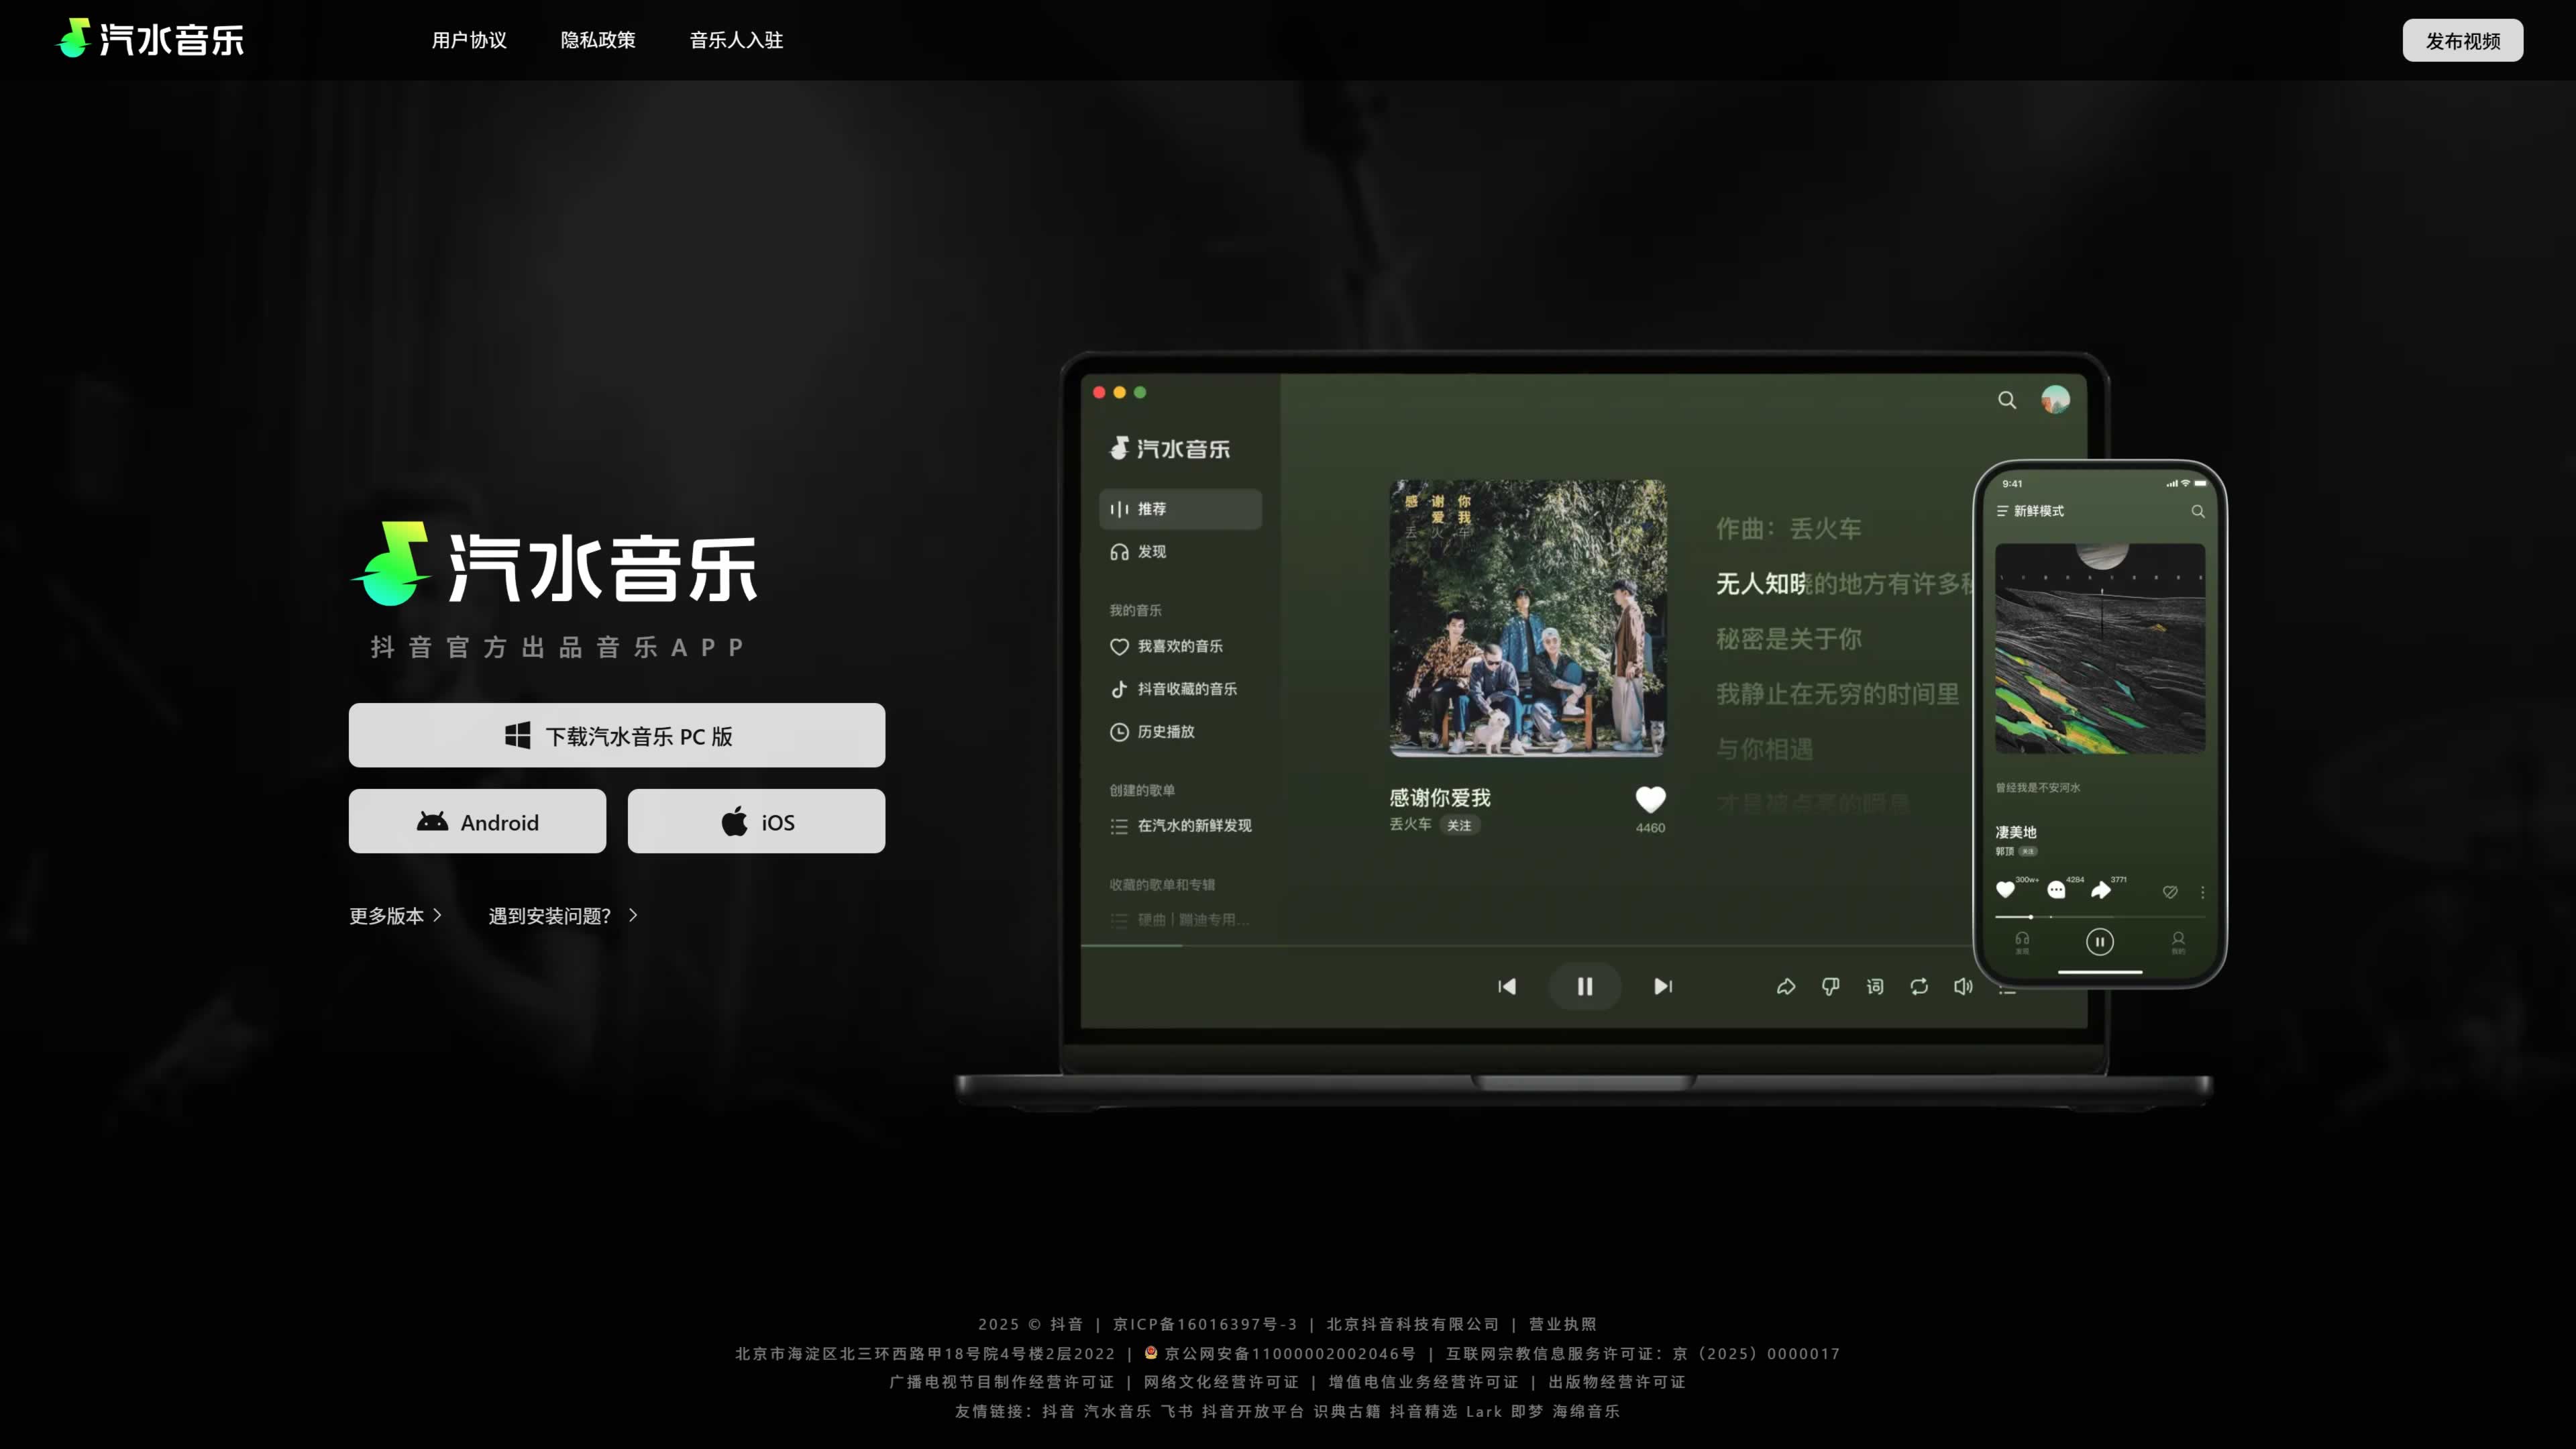 汽水音乐
用户协议 隐私政策 音乐人入驻
发布视频
汽水音乐
抖音官方出品音乐APP
下载汽水音乐 PC 版
Android
iOS
更多版本
遇到安装问题？
汽水音乐
推荐
发现
我的音乐
我喜欢的音乐
抖音收藏的音乐
历史播放
创建的歌单
在汽水的新鲜发现
收藏的歌单和专辑
硬曲 | 蹦迪专用...
感 谢 你
爱 我
丢 火 车
感谢你爱我
丢火车 关注
4460
作曲：丢火车
无人知晓的地方有许多秘
秘密是关于你
我静止在无穷的时间里
与你相遇
词
9:41
新鲜模式
曾经我是不安河水
凄美地
郭顶 关注
300w+ 4284 3771
发现 我的
2025 © 抖音 | 京ICP备16016397号-3 | 北京抖音科技有限公司 | 营业执照
北京市海淀区北三环西路甲18号院4号楼2层2022 | 京公网安备11000002002046号 | 互联网宗教信息服务许可证：京（2025）0000017
广播电视节目制作经营许可证 | 网络文化经营许可证 | 增值电信业务经营许可证 | 出版物经营许可证
友情链接：抖音 汽水音乐 飞书 抖音开放平台 识典古籍 抖音精选 Lark 即梦 海绵音乐